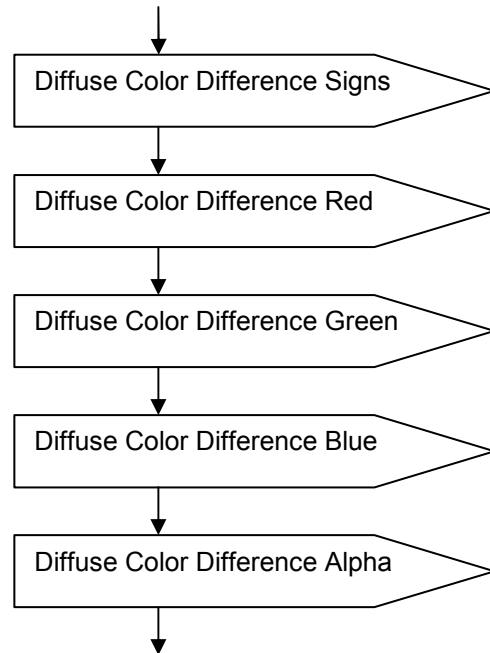 Diffuse Color Difference Signs
Diffuse Color Difference Red
Diffuse Color Difference Green
Diffuse Color Difference Blue
Diffuse Color Difference Alpha